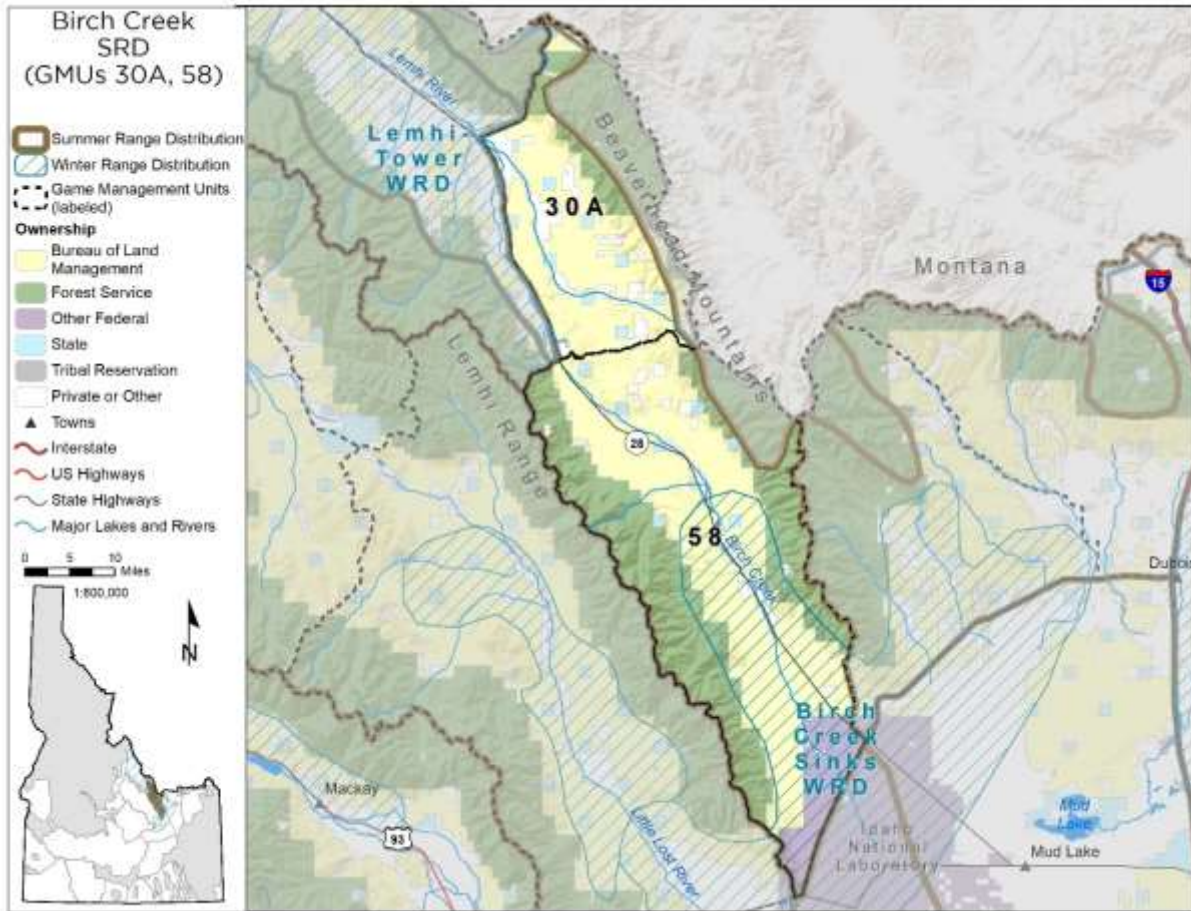 Birch Creek
SRD
(GMUs 30A, 58)
Summer Range Distribution
Winter Range Distribution
Game Management Units
(labeled)
Ownership
Bureau of Land
Management
Forest Service
Other Federal
State
Tribal Reservation
Private or Other
Towns
Interstate
US Highways
State Highways
Major Lakes and Rivers
0 5 10
Miles
1:800,000
N
Lemhi River
Lemhi-
Tower
WRD
Beaverhead Mountains
30A
Montana
15
Lemhi Range
28
58
Birch Creek
Dubois
Birch
Creek
Sinks
WRD
Mackay
93
Little Lost River
Idaho
National
Laboratory
Mud
Lake
Mud Lake